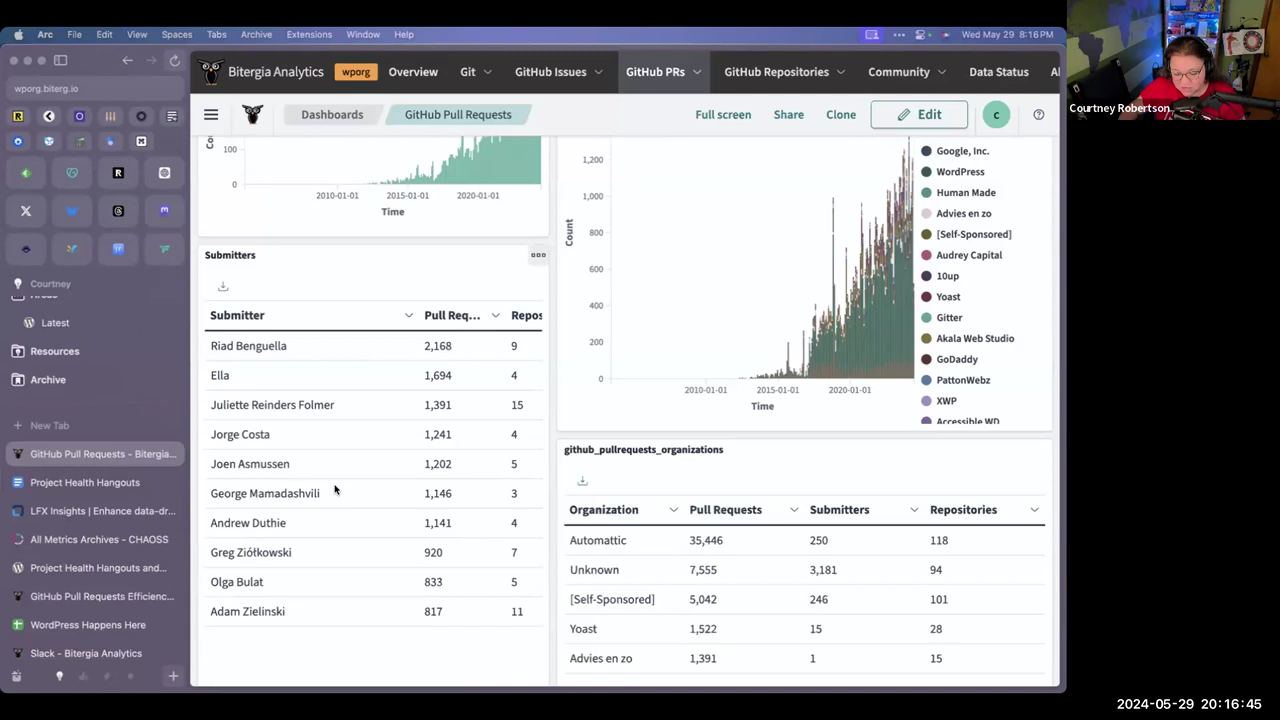 Arc File Edit View Spaces Tabs Archive Extensions Window Help Wed May 29 8:16 PM
wporg.biterg.io
Bitergia Analytics wporg Overview Git GitHub Issues GitHub PRs GitHub Repositories Community Data Status
Dashboards GitHub Pull Requests Full screen Share Clone Edit c
Courtney
Latest
Resources
Archive
New Tab
GitHub Pull Requests - Bitergia...
Project Health Hangouts
LFX Insights | Enhance data-dr...
All Metrics Archives - CHAOSS
Project Health Hangouts and...
GitHub Pull Requests Efficienc...
WordPress Happens Here
Slack - Bitergia Analytics
100
0
2010-01-01 2015-01-01 2020-01-01
Time
Submitters
Submitter Pull Req... Repos
Riad Benguella 2,168 9
Ella 1,694 4
Juliette Reinders Folmer 1,391 15
Jorge Costa 1,241 4
Joen Asmussen 1,202 5
George Mamadashvili 1,146 3
Andrew Duthie 1,141 4
Greg Ziółkowski 920 7
Olga Bulat 833 5
Adam Zielinski 817 11
1,200
1,000
800
600
400
200
0
Count
2010-01-01 2015-01-01 2020-01-01
Time
Google, Inc.
WordPress
Human Made
Advies en zo
[Self-Sponsored]
Audrey Capital
10up
Yoast
Gitter
Akala Web Studio
GoDaddy
PattonWebz
XWP
Accessible WD
github_pullrequests_organizations
Organization Pull Requests Submitters Repositories
Automattic 35,446 250 118
Unknown 7,555 3,181 94
[Self-Sponsored] 5,042 246 101
Yoast 1,522 15 28
Advies en zo 1,391 1 15
Courtney Robertson
2024-05-29 20:16:45